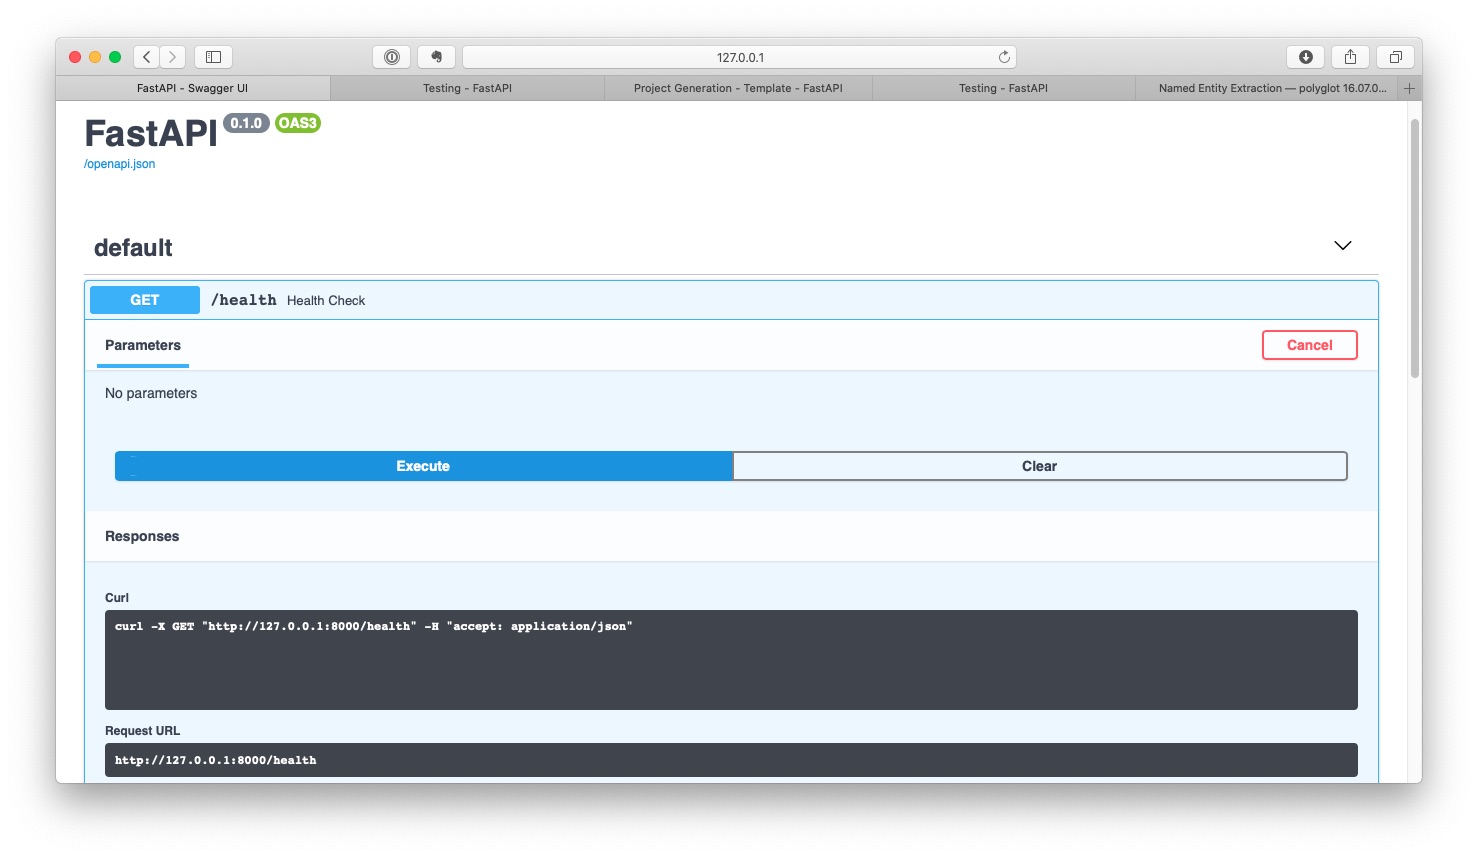 127.0.0.1
FastAPI - Swagger UI
Testing - FastAPI
Project Generation - Template - FastAPI
Testing - FastAPI
Named Entity Extraction — polyglot 16.07.0...
FastAPI 0.1.0 OAS3
/openapi.json
default
GET /health Health Check
Parameters
Cancel
No parameters
Execute
Clear
Responses
Curl
curl -X GET "http://127.0.0.1:8000/health" -H "accept: application/json"
Request URL
http://127.0.0.1:8000/health